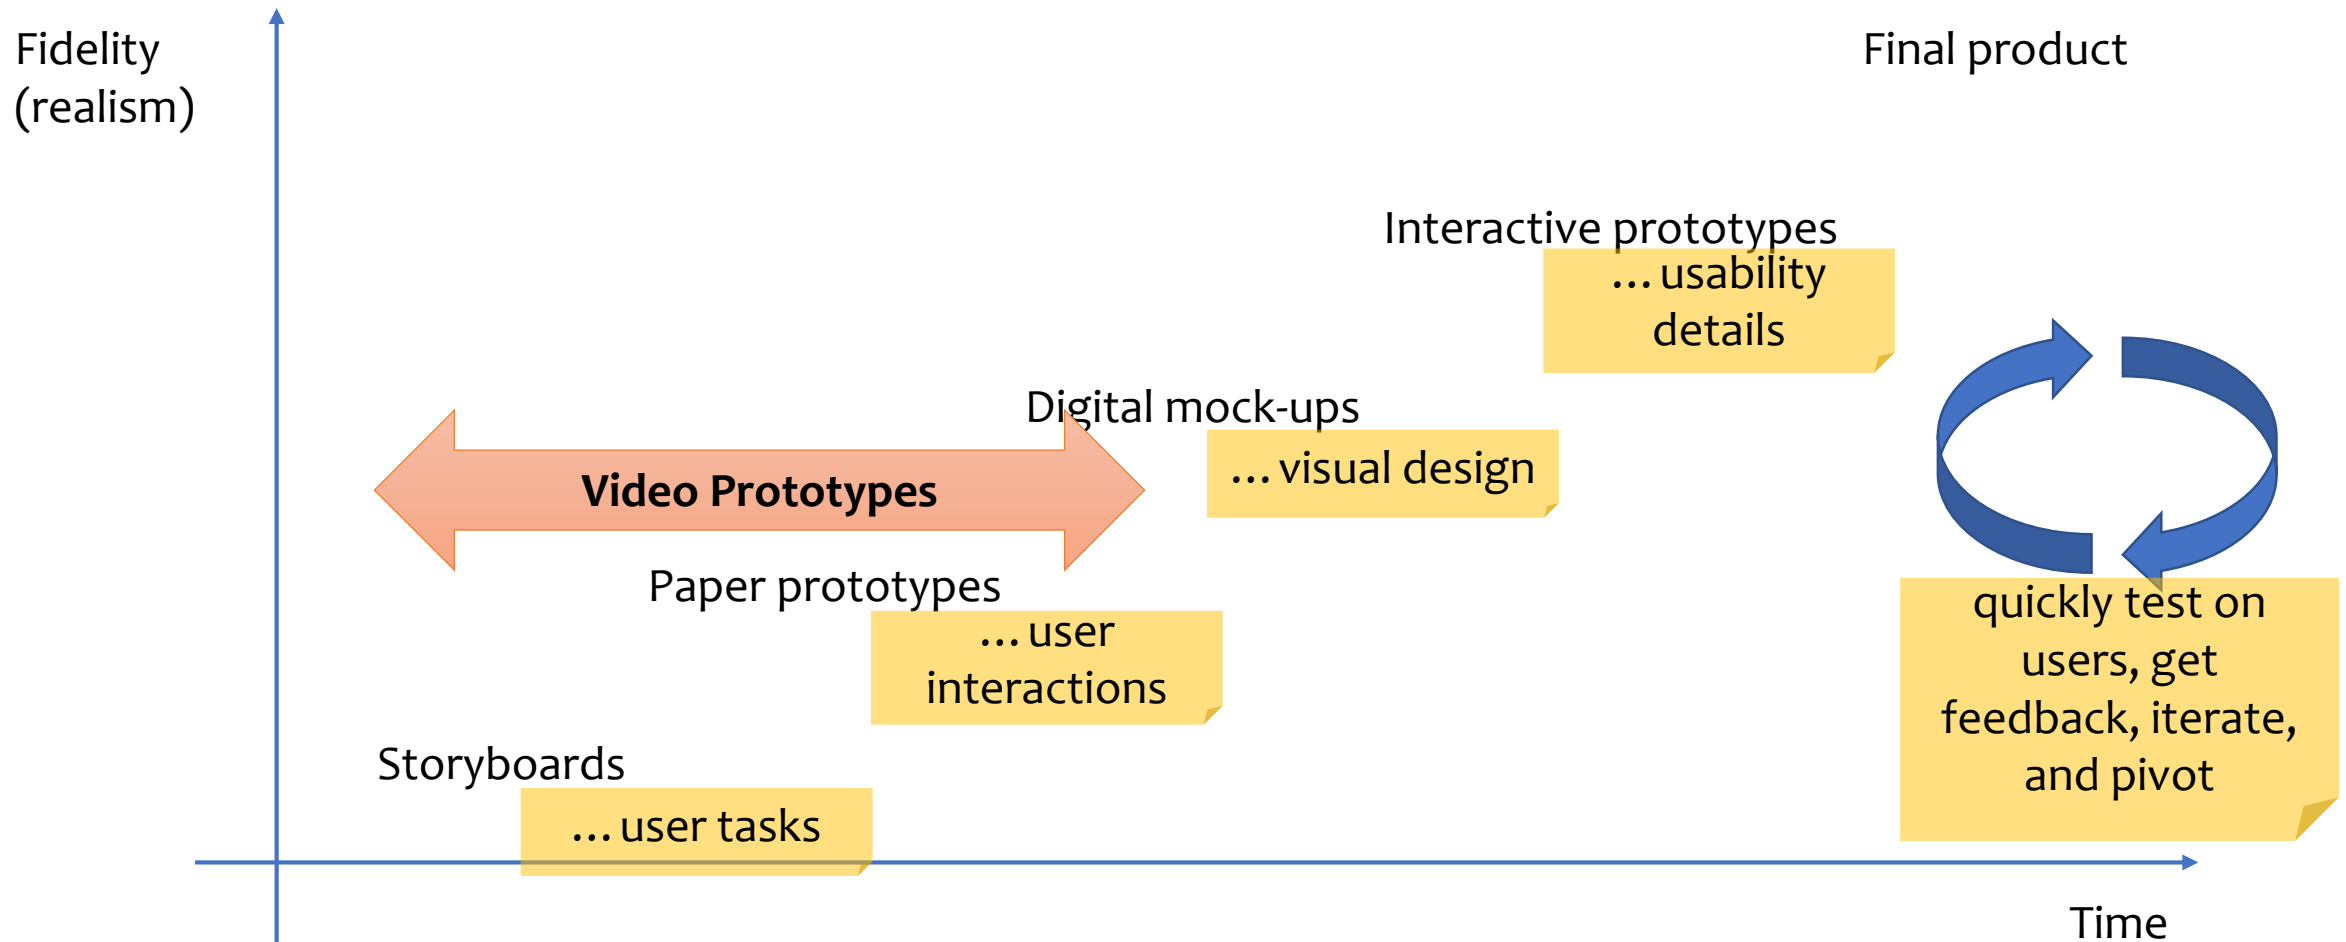 Fidelity
(realism)
Final product
Interactive prototypes
... usability
details
Digital mock-ups
... visual design
Video Prototypes
Paper prototypes
... user
interactions
quickly test on
users, get
feedback, iterate,
and pivot
Storyboards
... user tasks
Time